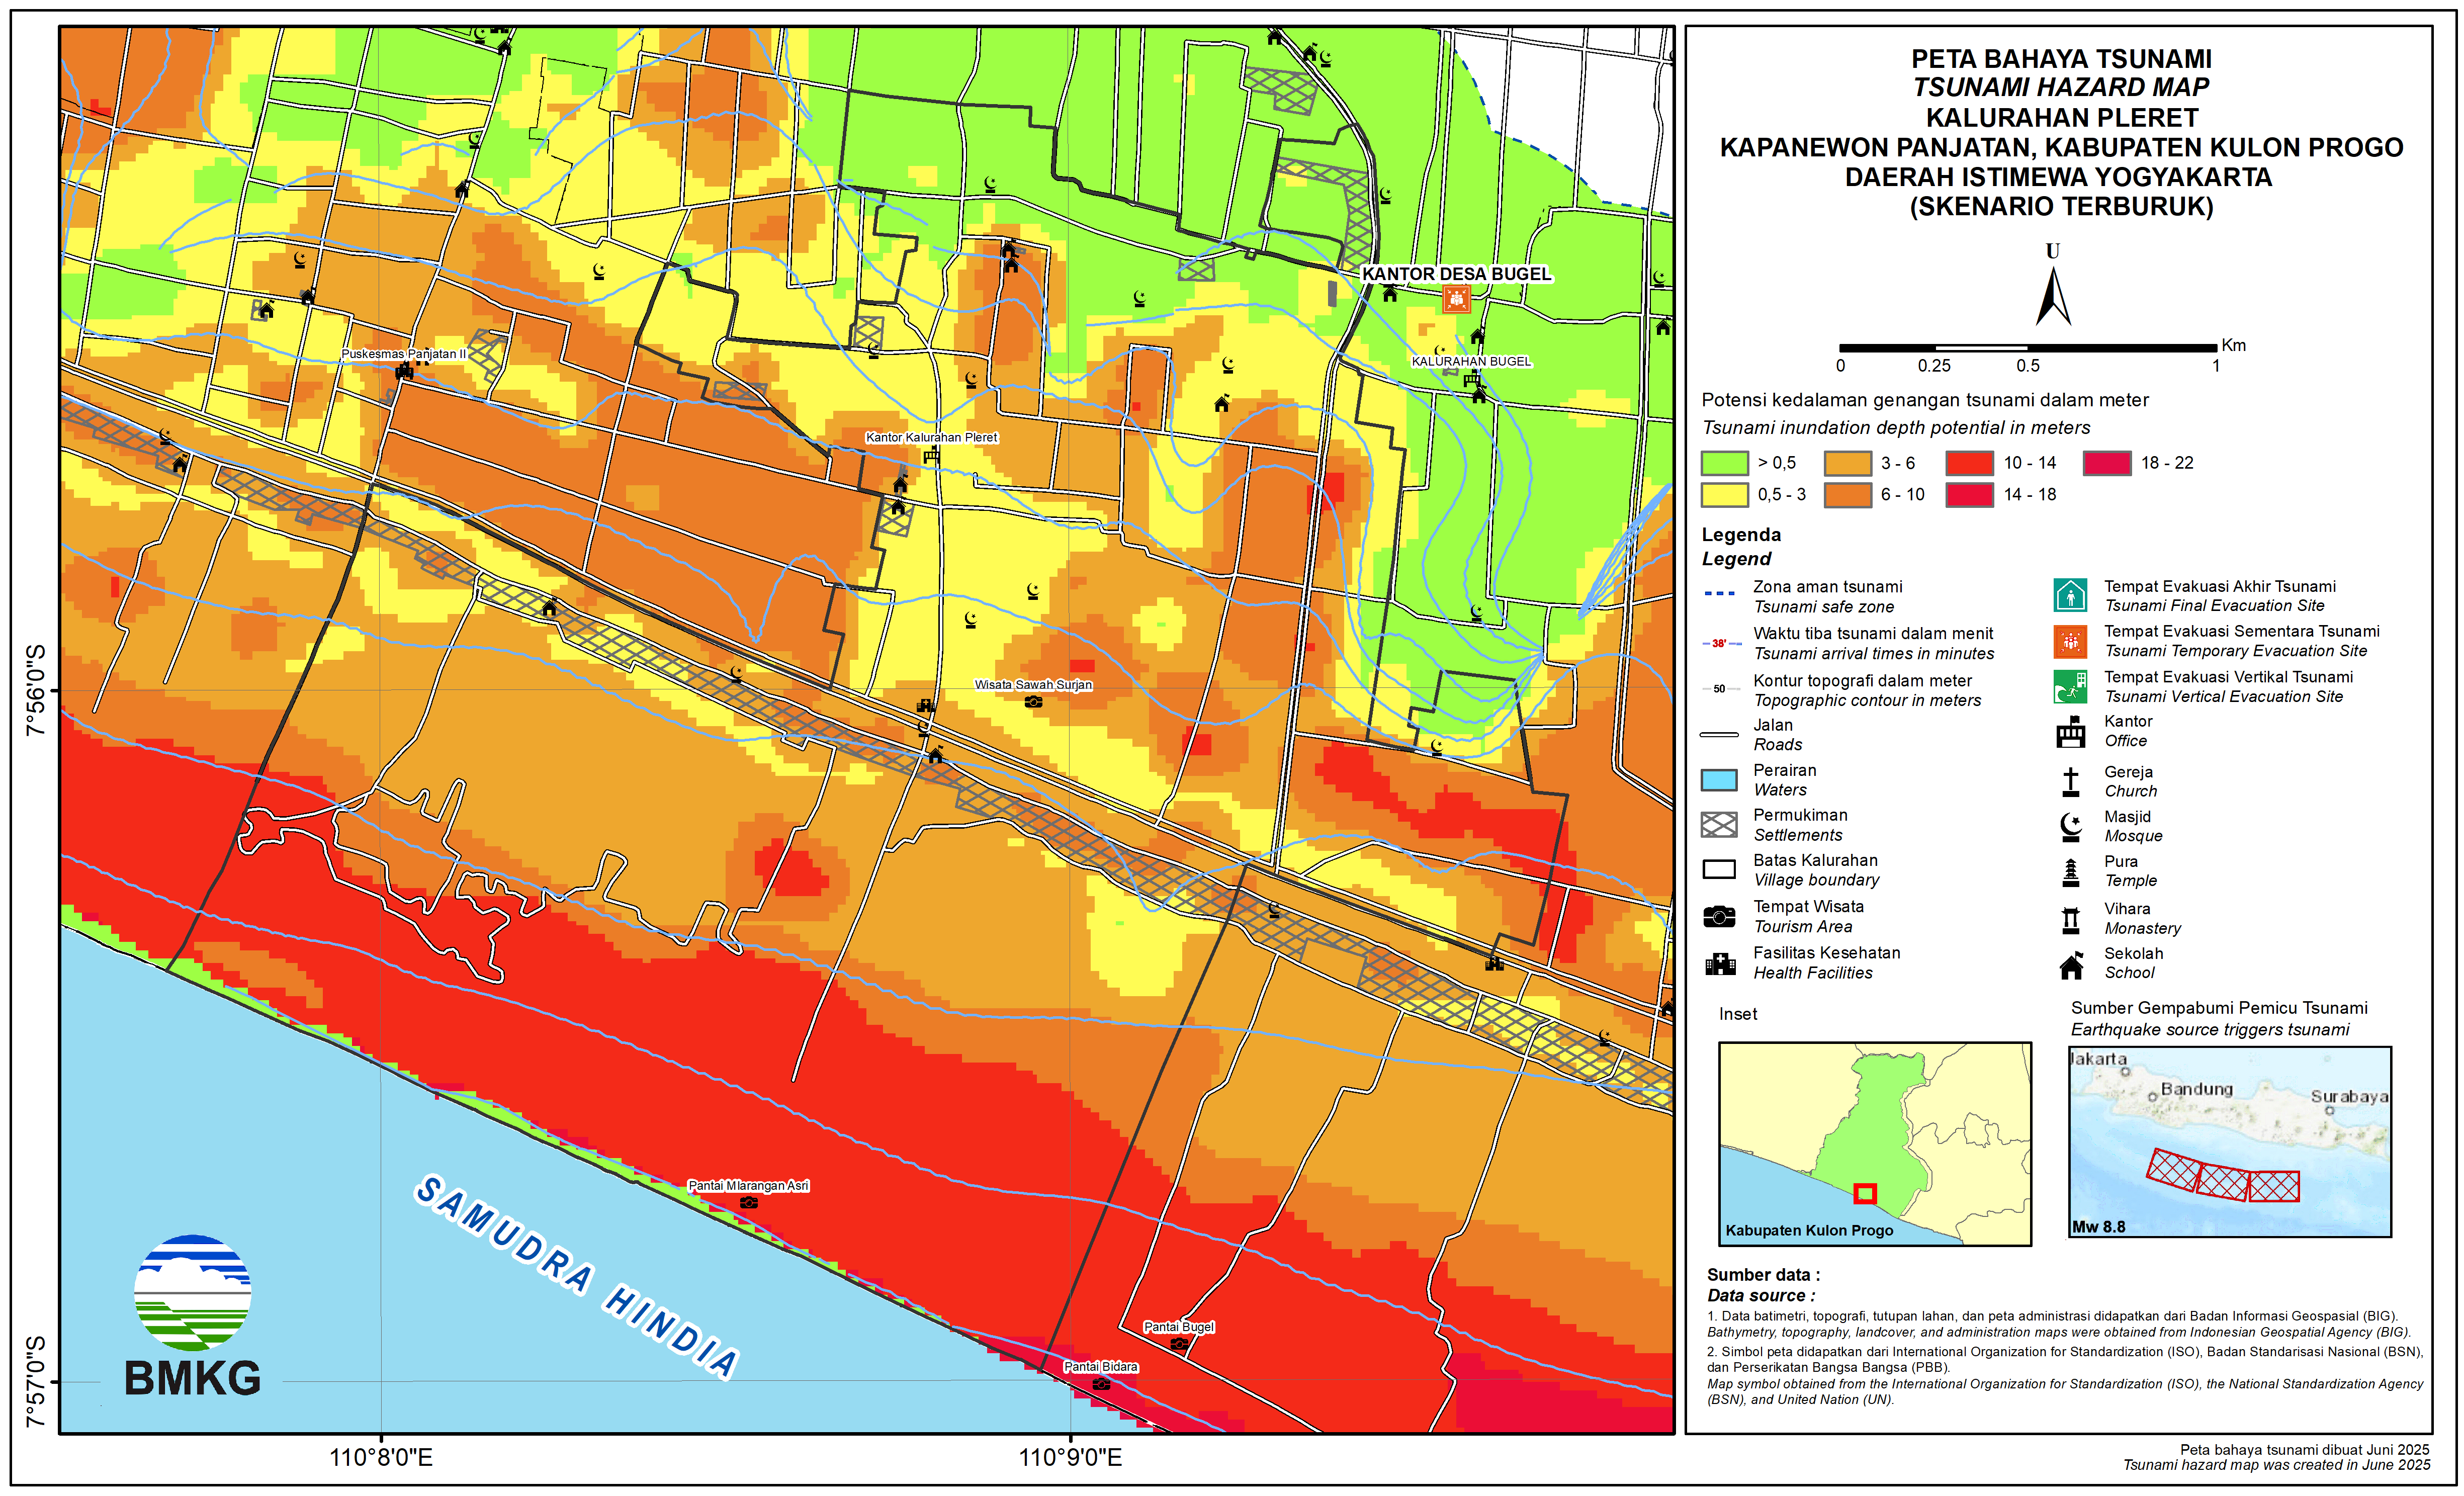 PETA BAHAYA TSUNAMI
TSUNAMI HAZARD MAP
KALURAHAN PLERET
KAPANEWON PANJATAN, KABUPATEN KULON PROGO
DAERAH ISTIMEWA YOGYAKARTA
(SKENARIO TERBURUK)
U
Km
0 0.25 0.5 1
Potensi kedalaman genangan tsunami dalam meter
Tsunami inundation depth potential in meters
> 0,5 3 - 6 10 - 14 18 - 22
0,5 - 3 6 - 10 14 - 18
Legenda
Legend
Zona aman tsunami
Tsunami safe zone
38'
Waktu tiba tsunami dalam menit
Tsunami arrival times in minutes
50
Kontur topografi dalam meter
Topographic contour in meters
Jalan
Roads
Perairan
Waters
Permukiman
Settlements
Batas Kalurahan
Village boundary
Tempat Wisata
Tourism Area
Fasilitas Kesehatan
Health Facilities
Tempat Evakuasi Akhir Tsunami
Tsunami Final Evacuation Site
Tempat Evakuasi Sementara Tsunami
Tsunami Temporary Evacuation Site
Tempat Evakuasi Vertikal Tsunami
Tsunami Vertical Evacuation Site
Kantor
Office
Gereja
Church
Masjid
Mosque
Pura
Temple
Vihara
Monastery
Sekolah
School
Inset
Kabupaten Kulon Progo
Sumber Gempabumi Pemicu Tsunami
Earthquake source triggers tsunami
Jakarta
Bandung
Surabaya
Mw 8.8
Sumber data :
Data source :
1. Data batimetri, topografi, tutupan lahan, dan peta administrasi didapatkan dari Badan Informasi Geospasial (BIG).
Bathymetry, topography, landcover, and administration maps were obtained from Indonesian Geospatial Agency (BIG).
2. Simbol peta didapatkan dari International Organization for Standardization (ISO), Badan Standarisasi Nasional (BSN),
dan Perserikatan Bangsa Bangsa (PBB).
Map symbol obtained from the International Organization for Standardization (ISO), the National Standardization Agency
(BSN), and United Nation (UN).
Peta bahaya tsunami dibuat Juni 2025
Tsunami hazard map was created in June 2025
KANTOR DESA BUGEL
Puskesmas Panjatan II
KALURAHAN BUGEL
Kantor Kalurahan Pleret
Wisata Sawah Surjan
Pantai Mlarangan Asri
Pantai Bugel
Pantai Bidara
SAMUDRA HINDIA
BMKG
7°56'0"S
7°57'0"S
110°8'0"E
110°9'0"E